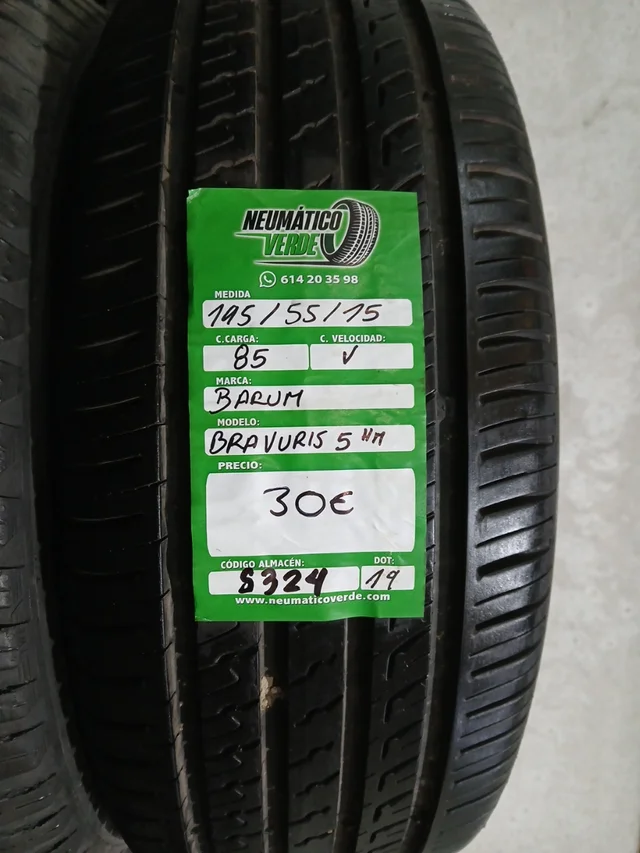 NEUMÁTICO
VERDE
614 20 35 98
MEDIDA
195/55/15
C.CARGA: C. VELOCIDAD:
85 V
MARCA:
BARUM
MODELO:
BRAVURIS 5 HM
PRECIO:
30€
CÓDIGO ALMACÉN: DOT:
S324 19
www.neumaticoverde.com